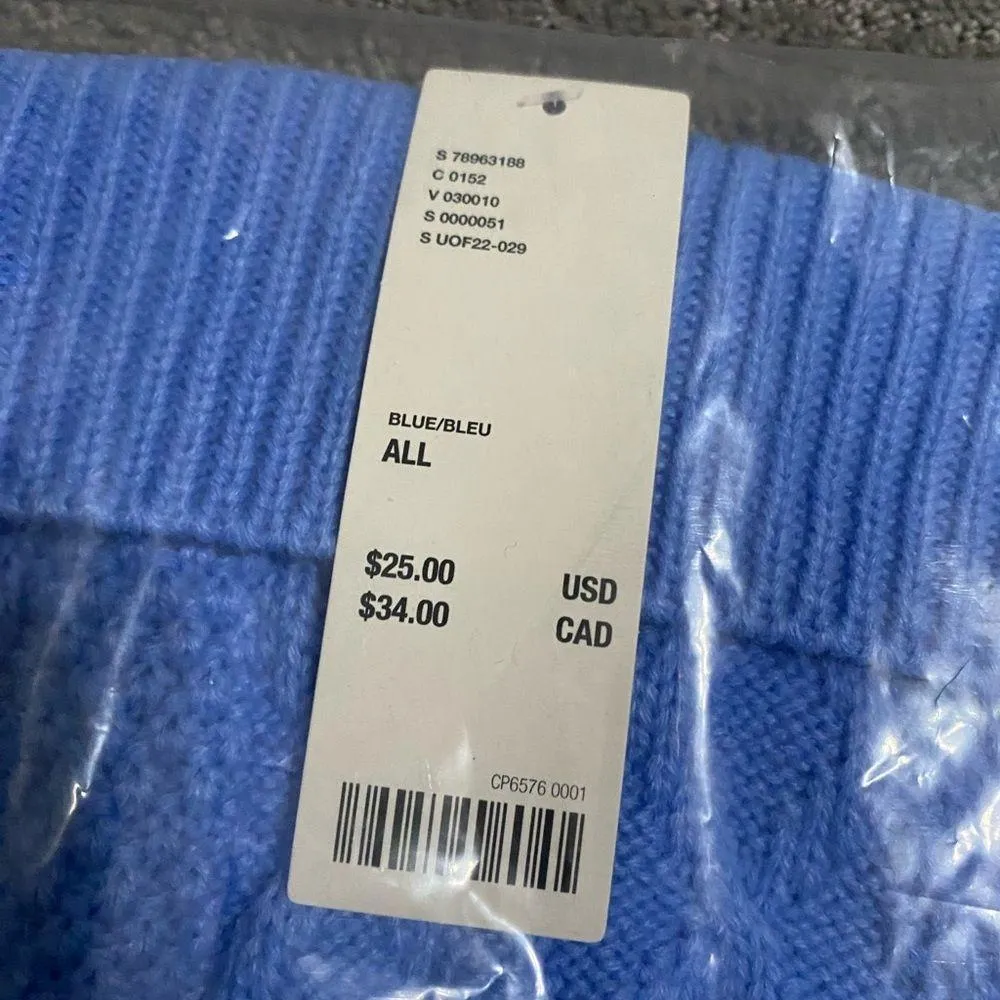 S 78963188
C 0152
V 030010
S 0000051
S UOF22-029
BLUE/BLEU
ALL
$25.00 USD
$34.00 CAD
CP6576 0001